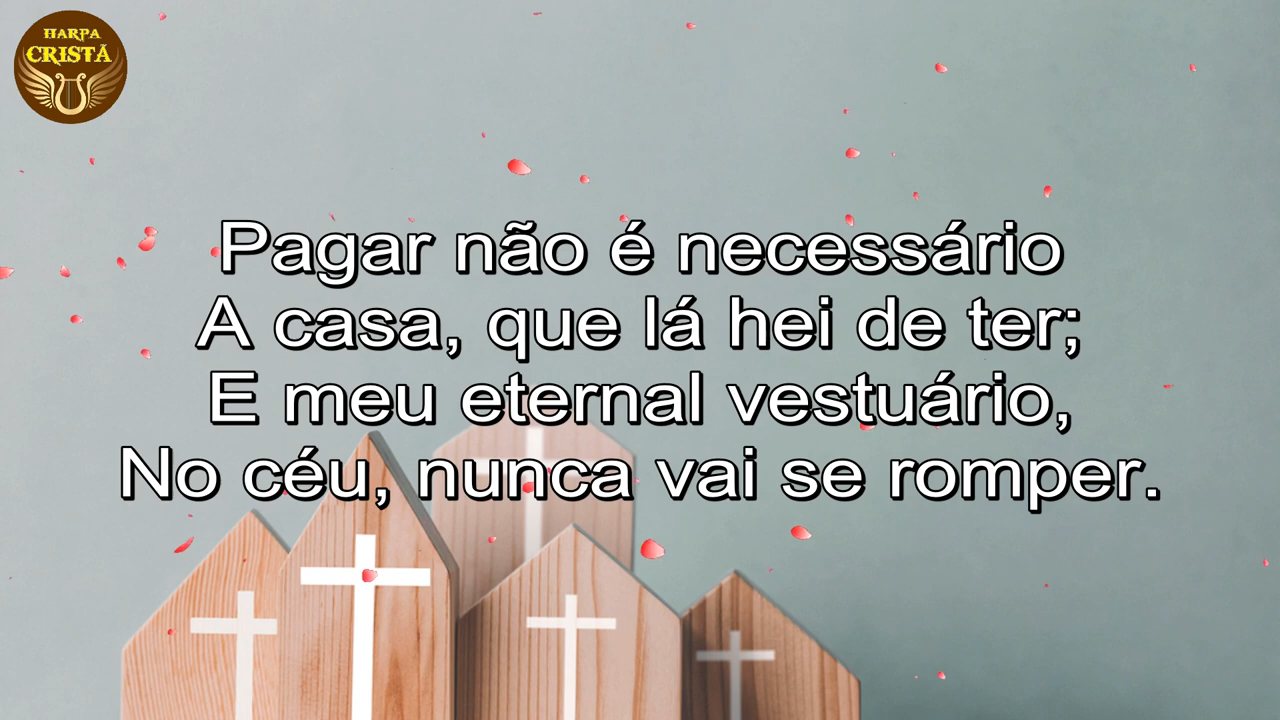 HARPA
CRISTÃ
Pagar não é necessário
A casa, que lá hei de ter;
E meu eternal vestuário,
No céu, nunca vai se romper.